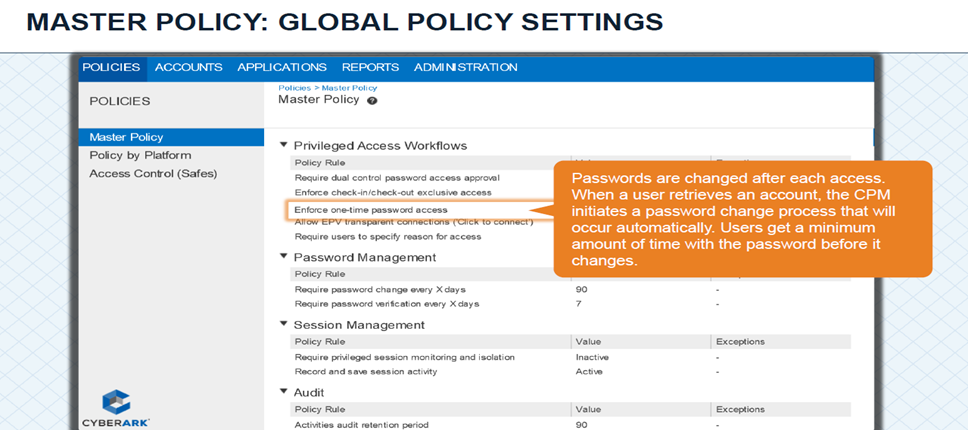 MASTER POLICY: GLOBAL POLICY SETTINGS
POLICIES ACCOUNTS APPLICATIONS REPORTS ADMINISTRATION
POLICIES
Master Policy
Policy by Platform
Access Control (Safes)
Policies > Master Policy
Master Policy ?
Privileged Access Workflows
Policy Rule
Require dual control password access approval
Enforce check-in/check-out exclusive access
Enforce one-time password access
Allow EPV transparent connections ('Click to connect')
Require users to specify reason for access
Passwords are changed after each access.
When a user retrieves an account, the CPM
initiates a password change process that will
occur automatically. Users get a minimum
amount of time with the password before it
changes.
Password Management
Policy Rule
Require password change every X days 90 -
Require password verification every X days 7 -
Session Management
Policy Rule Value Exceptions
Require privileged session monitoring and isolation Inactive -
Record and save session activity Active -
Audit
Policy Rule Value Exceptions
Activities audit retention period 90 -
CYBERARK